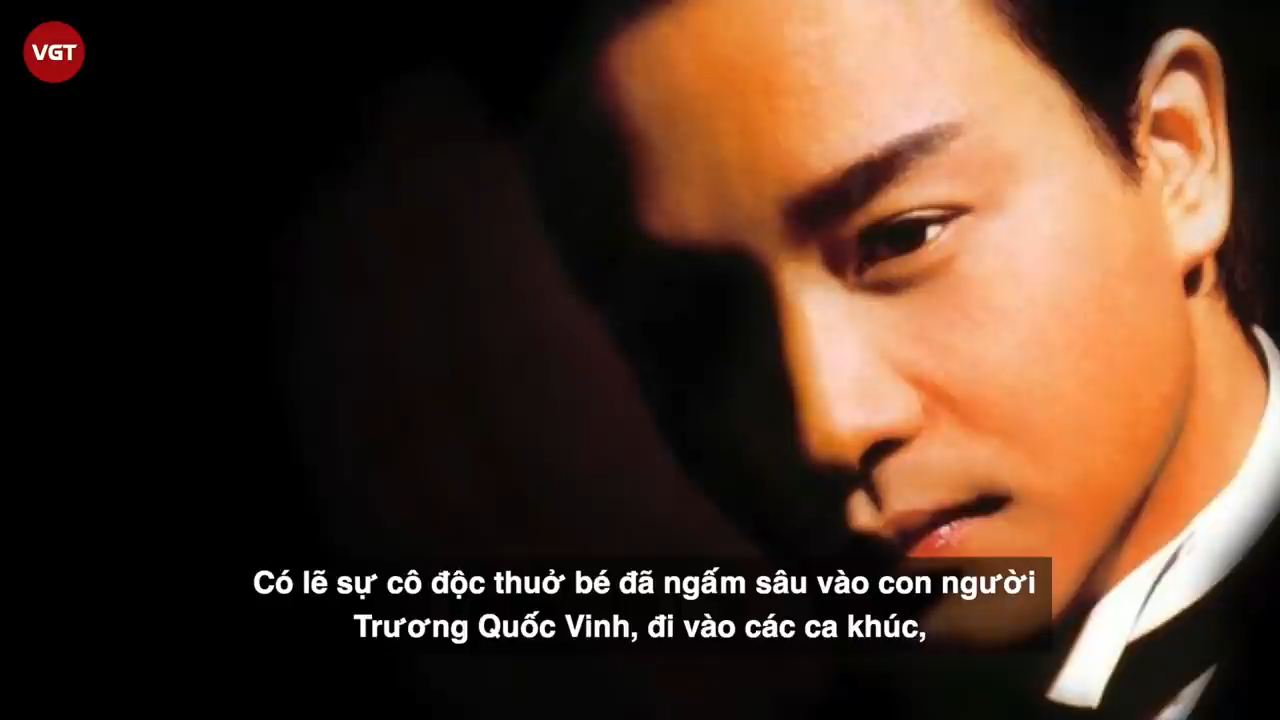 VGT
Có lẽ sự cô độc thuở bé đã ngấm sâu vào con người
Trương Quốc Vinh, đi vào các ca khúc,